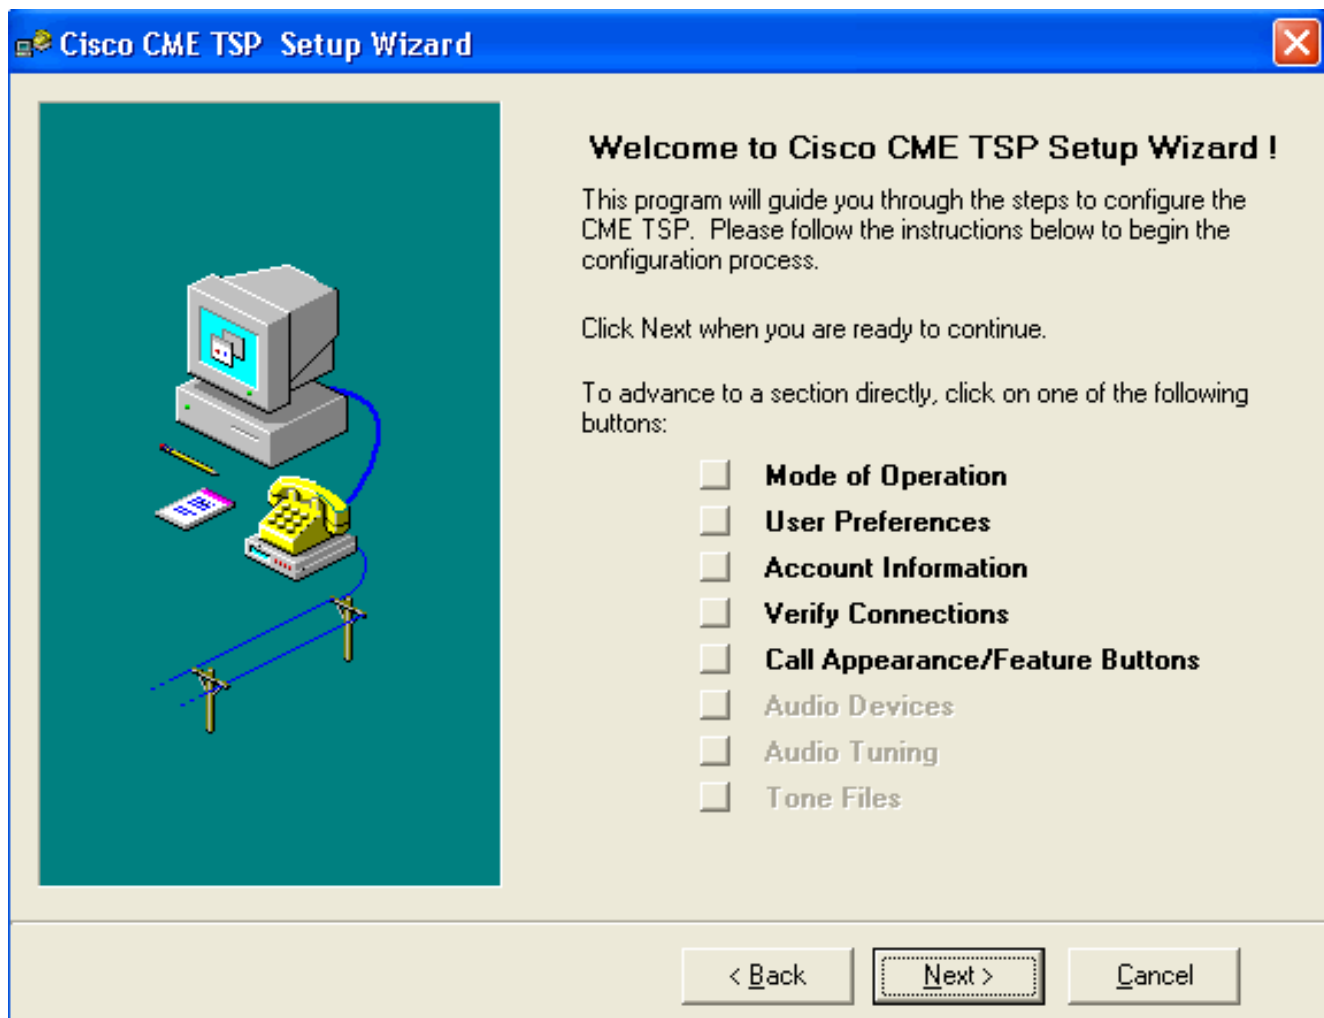 Cisco CME TSP  Setup Wizard
Welcome to Cisco CME TSP Setup Wizard !
This program will guide you through the steps to configure the
CME TSP.  Please follow the instructions below to begin the
configuration process.
Click Next when you are ready to continue.
To advance to a section directly, click on one of the following
buttons:
Mode of Operation
User Preferences
Account Information
Verify Connections
Call Appearance/Feature Buttons
Audio Devices
Audio Tuning
Tone Files
< Back
Next >
Cancel